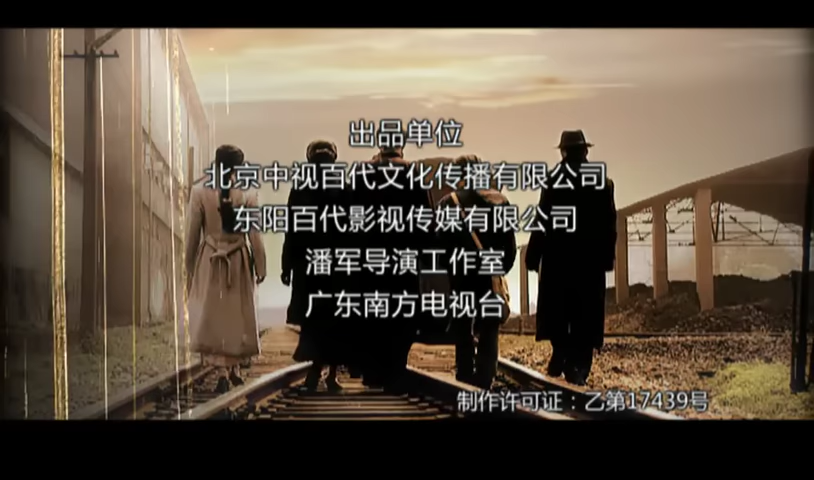 出品单位
北京中视百代文化传播有限公司
东阳百代影视传媒有限公司
潘军导演工作室
广东南方电视台
制作许可证：乙第17439号